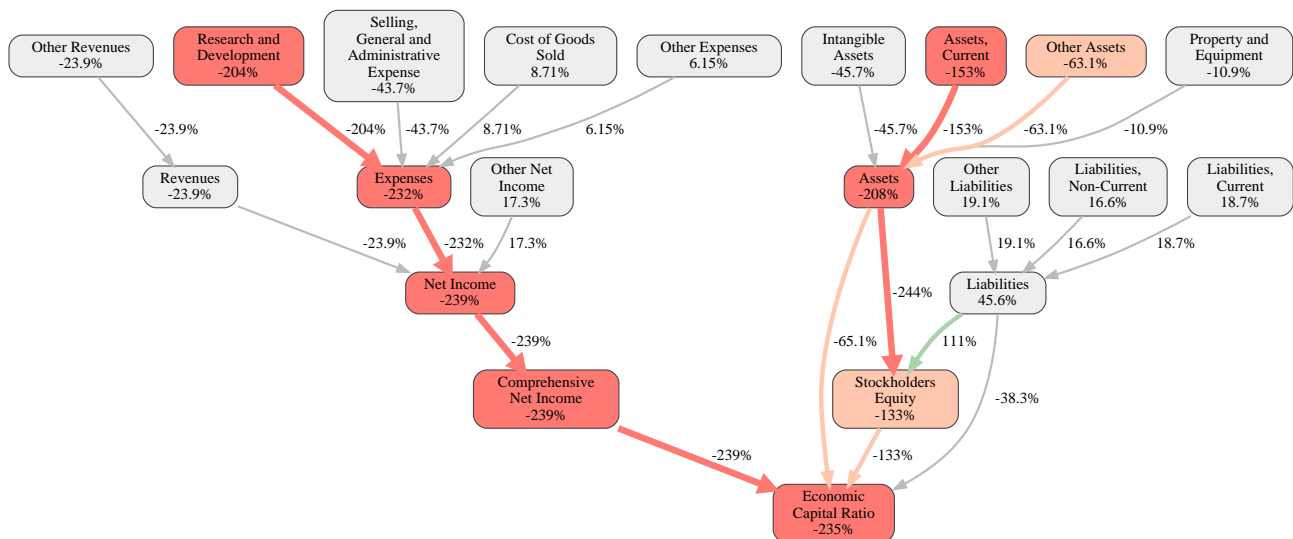 Other Revenues
-23.9%
Research and
Development
-204%
Selling,
General and
Administrative
Expense
-43.7%
Cost of Goods
Sold
8.71%
Other Expenses
6.15%
Intangible
Assets
-45.7%
Assets,
Current
-153%
Other Assets
-63.1%
Property and
Equipment
-10.9%
-23.9%
-204%
-43.7%
8.71%
6.15%
-45.7%
-153%
-63.1%
-10.9%
Revenues
-23.9%
Expenses
-232%
Other Net
Income
17.3%
Assets
-208%
Other
Liabilities
19.1%
Liabilities,
Non-Current
16.6%
Liabilities,
Current
18.7%
-23.9%
-232%
17.3%
19.1%
16.6%
18.7%
Net Income
-239%
-244%
Liabilities
45.6%
-239%
-65.1%
111%
Comprehensive
Net Income
-239%
Stockholders
Equity
-133%
-38.3%
-239%
-133%
Economic
Capital Ratio
-235%